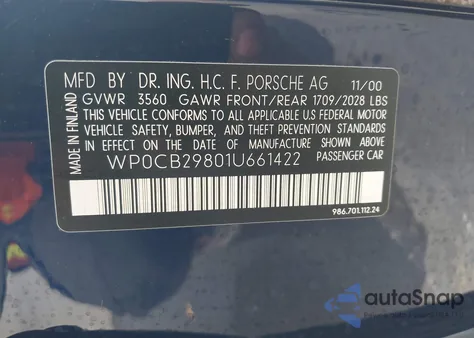 MFD BY DR. ING. H.C. F. PORSCHE AG 11/00
GVWR 3560 GAWR FRONT/REAR 1709/2028 LBS
THIS VEHICLE CONFORMS TO ALL APPLICABLE
FEDERAL MOTOR
VEHICLE SAFETY, BUMPER, AND THEFT PREVENTION STANDARDS
IN EFFECT ON THE DATE OF MANUFACTURE SHOWN ABOVE
WP0CB29801U661422 PASSENGER CAR
MADE IN FINLAND
986.701.112.24
autoSnap